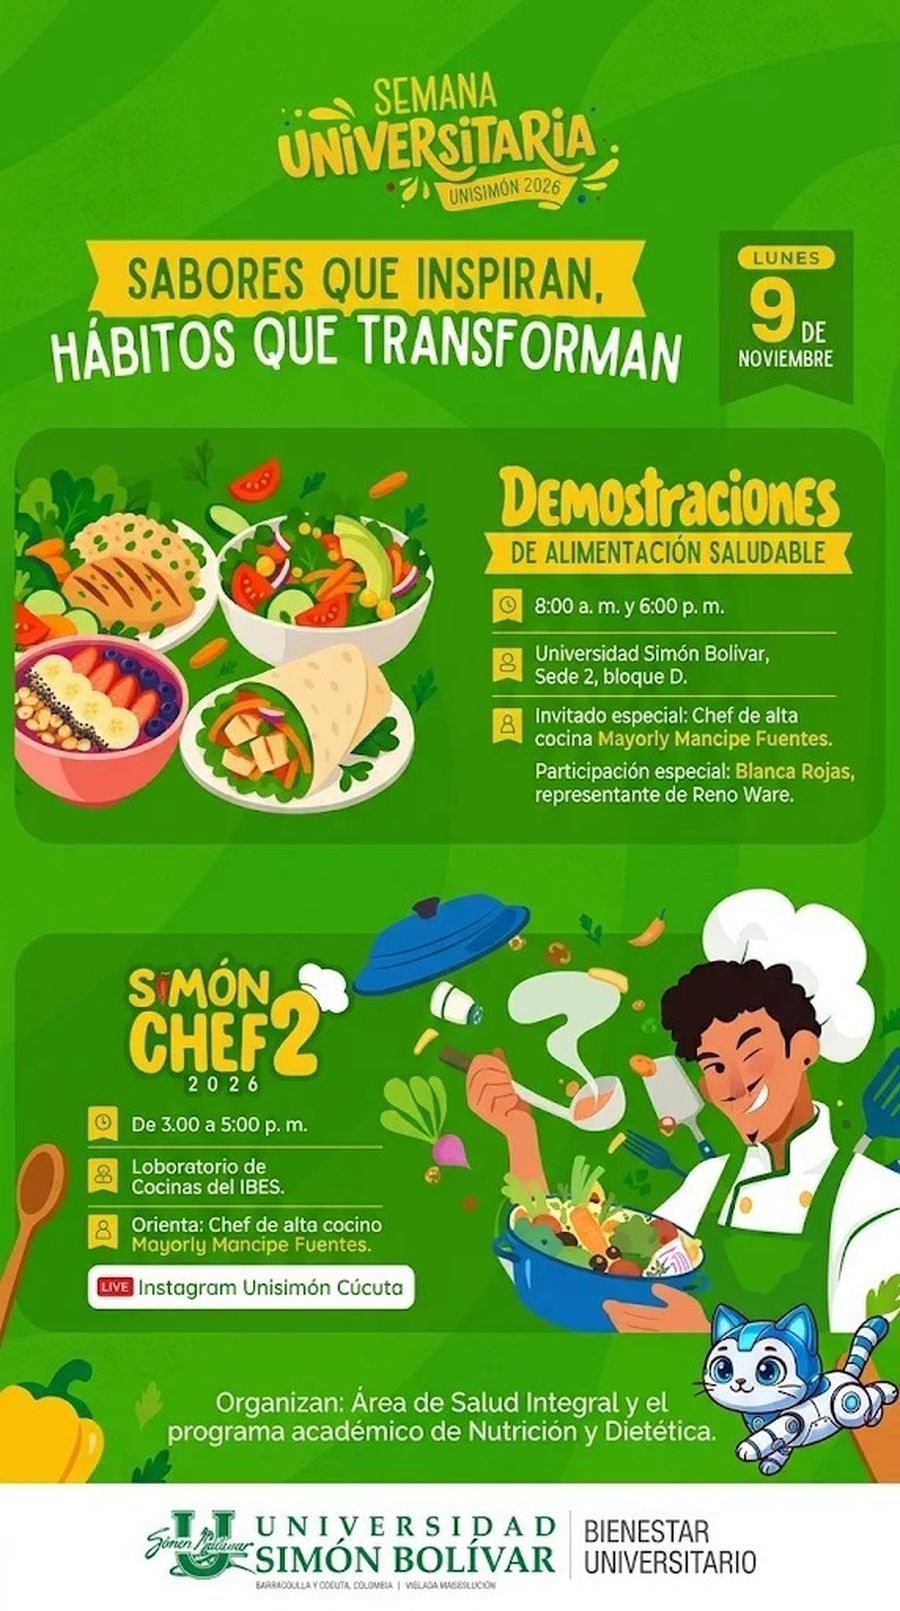 SEMANA
UNIVERSITARIA
UNISIMÓN 2026
SABORES QUE INSPIRAN,
HÁBITOS QUE TRANSFORMAN
LUNES
9 DE
NOVIEMBRE
Demostraciones
DE ALIMENTACIÓN SALUDABLE
8:00 a. m. y 6:00 p. m.
Universidad Simón Bolívar,
Sede 2, bloque D.
Invitado especial: Chef de alta
cocina Mayorly Mancipe Fuentes.
Participación especial: Blanca Rojas,
representante de Reno Ware.
SIMÓN
CHEF 2
2026
De 3.00 a 5:00 p. m.
Loboratorio de
Cocinas del IBES.
Orienta: Chef de alta cocino
Mayorly Mancipe Fuentes.
LIVE Instagram Unisimón Cúcuta
Organizan: Área de Salud Integral y el
programa académico de Nutrición y Dietética.
UNIVERSIDAD
SIMÓN BOLÍVAR
BIENESTAR
UNIVERSITARIO